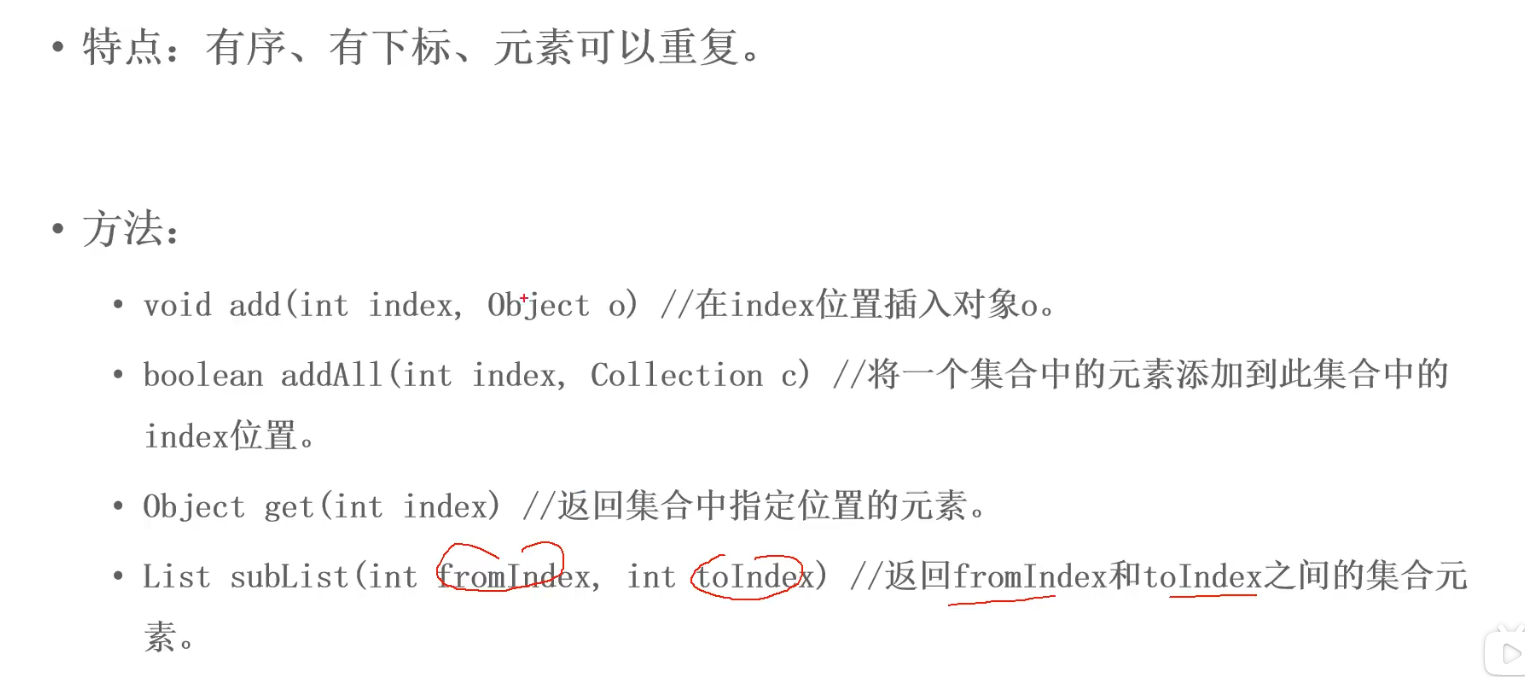 • 特点：有序、有下标、元素可以重复。
• 方法：
• void add(int index, Object o) //在index位置插入对象o。
• boolean addAll(int index, Collection c) //将一个集合中的元素添加到此集合中的
index位置。
• Object get(int index) //返回集合中指定位置的元素。
• List subList(int fromIndex, int toIndex) //返回fromIndex和toIndex之间的集合元
素。